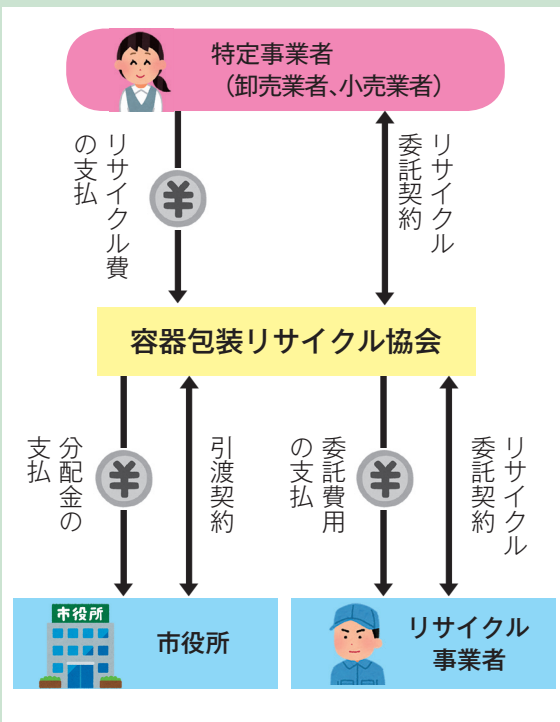 特定事業者
(卸売業者、小売業者)
リサイクル費
の支払
¥
リサイクル
委託契約
容器包装リサイクル協会
分配金の
支払
¥
引渡契約
委託費用
の支払
¥
リサイクル
委託契約
市役所
市役所
リサイクル
事業者